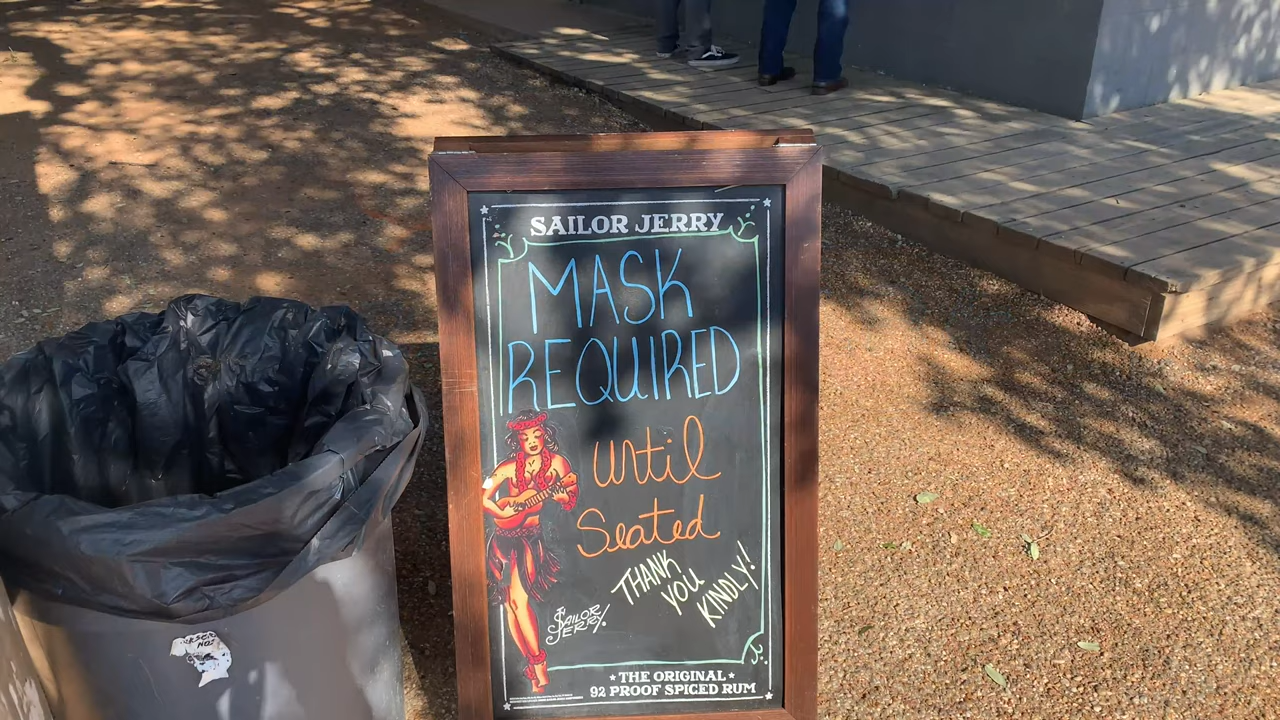 SAILOR JERRY
MASK
REQUIRED
until
Seated
THANK
YOU
KINDLY!
SAILOR
JERRY!
THE ORIGINAL
92 PROOF SPICED RUM